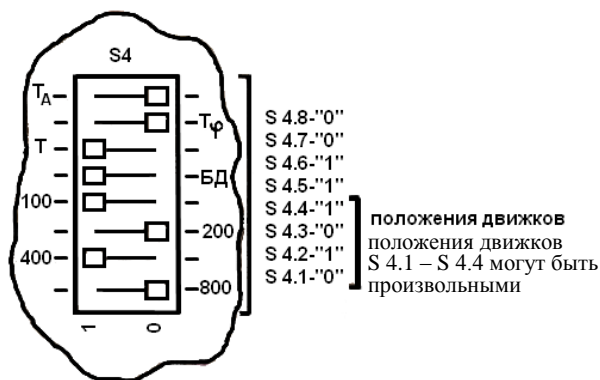 S4
TА
Tφ
T
БД
100
200
400
800
1 0
S 4.8-"0"
S 4.7-"0"
S 4.6-"1"
S 4.5-"1"
S 4.4-"1"
S 4.3-"0"
S 4.2-"1"
S 4.1-"0"
положения движков
положения движков
S 4.1 – S 4.4 могут быть
произвольными